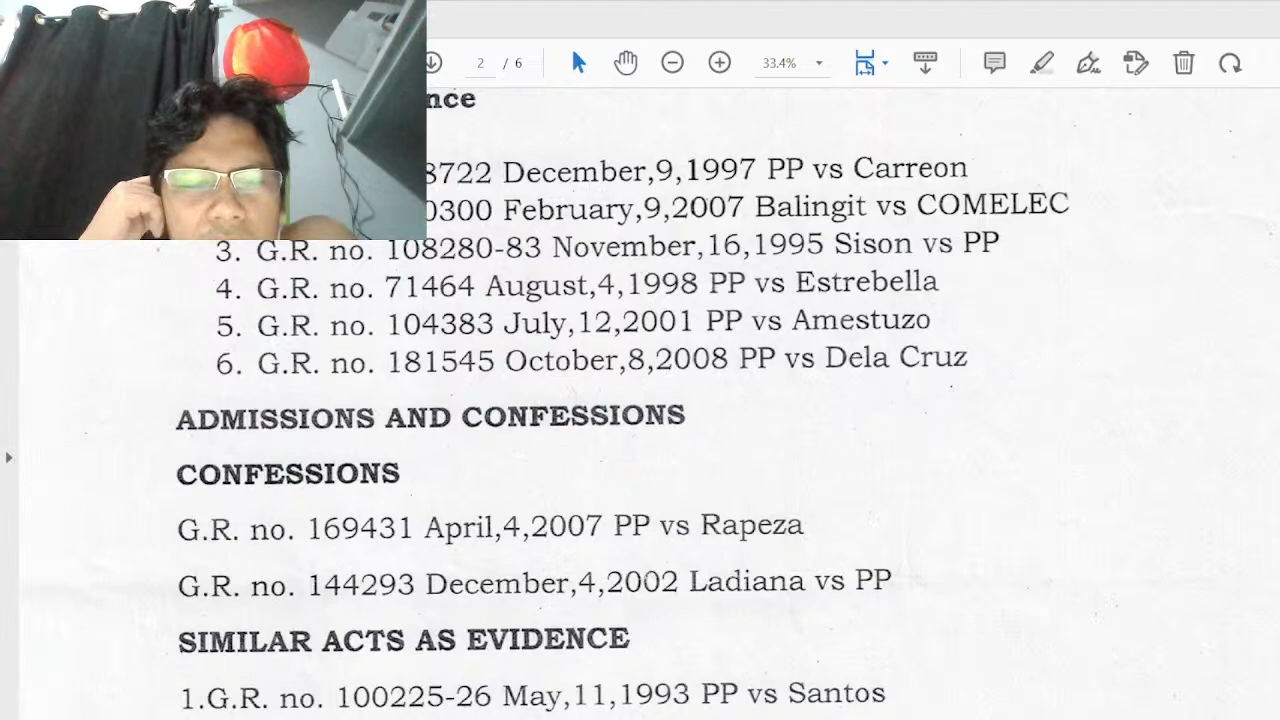 2 / 6
33.4%
8722 December,9,1997 PP vs Carreon
0300 February,9,2007 Balingit vs COMELEC
3. G.R. no. 108280-83 November,16,1995 Sison vs PP
4. G.R. no. 71464 August,4,1998 PP vs Estrebella
5. G.R. no. 104383 July,12,2001 PP vs Amestuzo
6. G.R. no. 181545 October,8,2008 PP vs Dela Cruz
ADMISSIONS AND CONFESSIONS
CONFESSIONS
G.R. no. 169431 April,4,2007 PP vs Rapeza
G.R. no. 144293 December,4,2002 Ladiana vs PP
SIMILAR ACTS AS EVIDENCE
1.G.R. no. 100225-26 May,11,1993 PP vs Santos